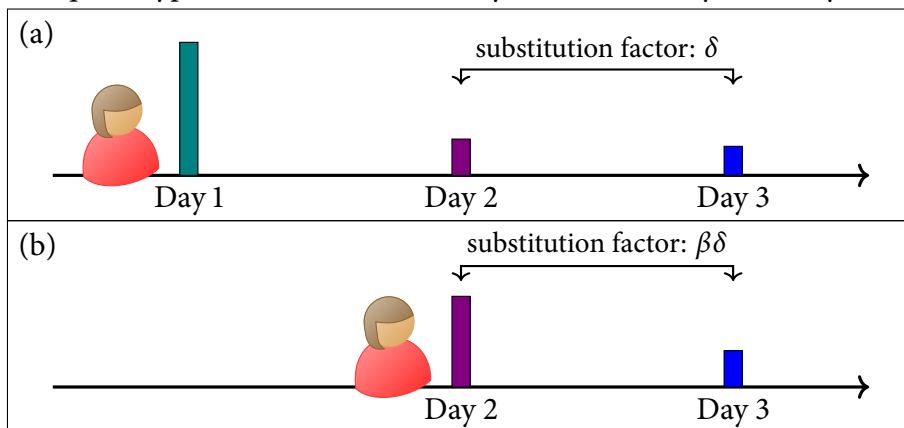 (a)
substitution factor: δ
Day 1 Day 2 Day 3
(b)
substitution factor: βδ
Day 2 Day 3